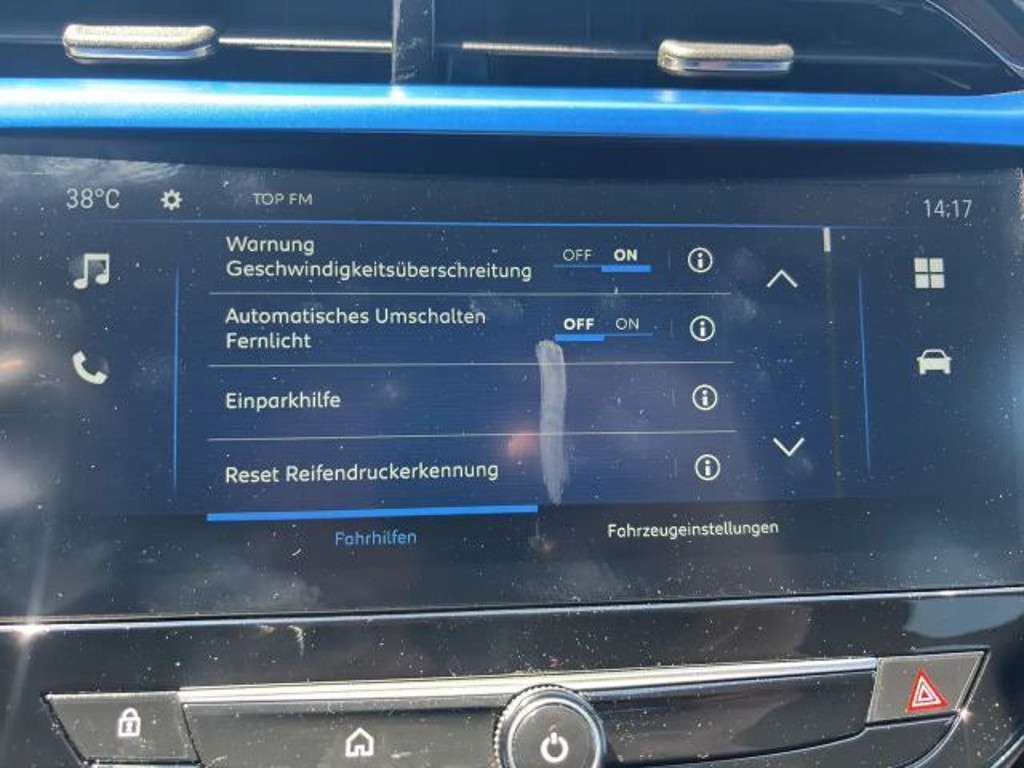 38°C TOP FM 14:17
Warnung
Geschwindigkeitsüberschreitung OFF ON
Automatisches Umschalten
Fernlicht OFF ON
Einparkhilfe
Reset Reifendruckerkennung
Fahrhilfen Fahrzeugeinstellungen